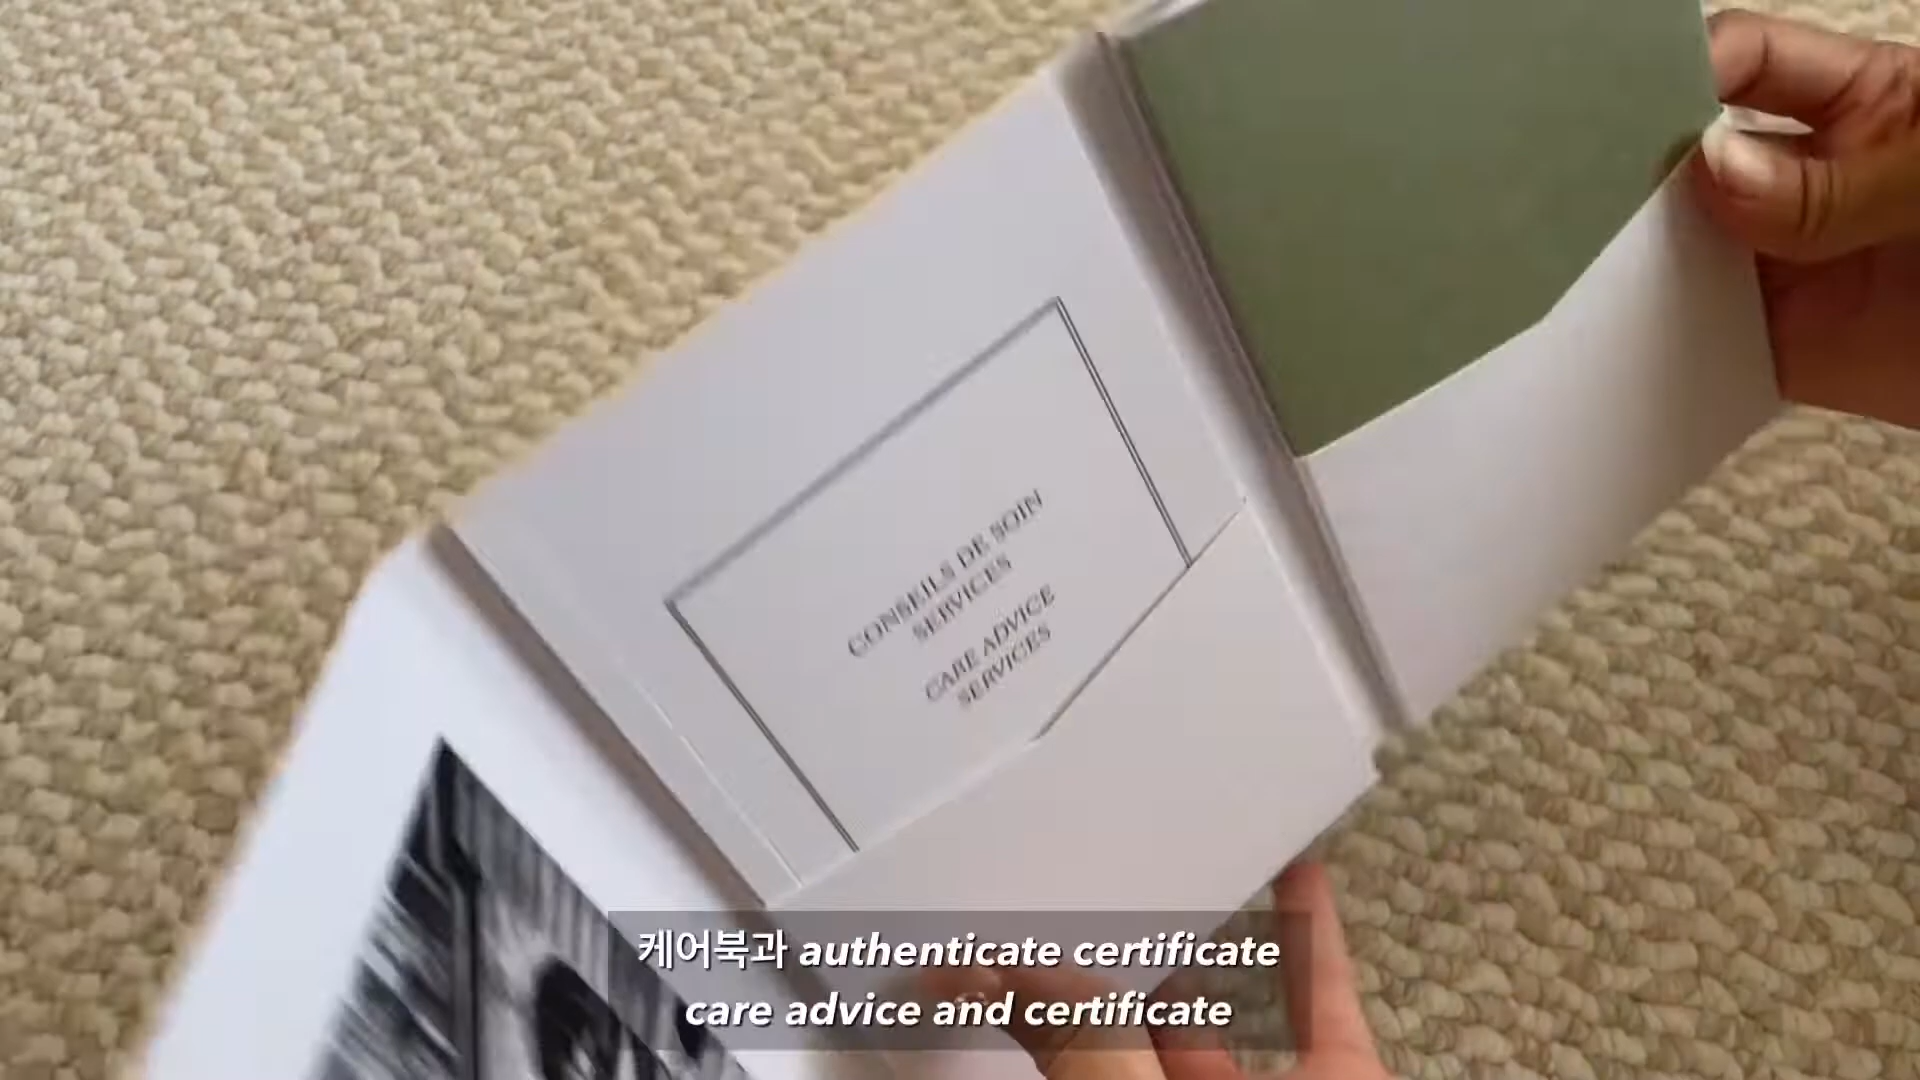 CONSEILS DE SOIN
SERVICES
CARE ADVICE
SERVICES
케어북과 authenticate certificate
care advice and certificate